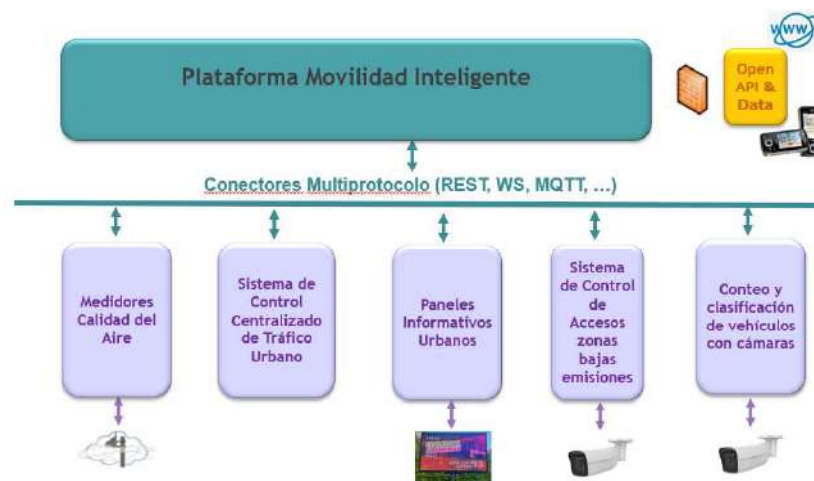 www
Plataforma Movilidad Inteligente
Open
API &
Data
Conectores Multiprotocolo (REST, WS, MQTT, ...)
Medidores
Calidad del
Aire
Sistema de
Control
Centralizado
de Tráfico
Urbano
Paneles
Informativos
Urbanos
Sistema
de Control
de
Accesos
zonas
bajas
emisiones
Conteo y
clasificación
de vehículos
con cámaras